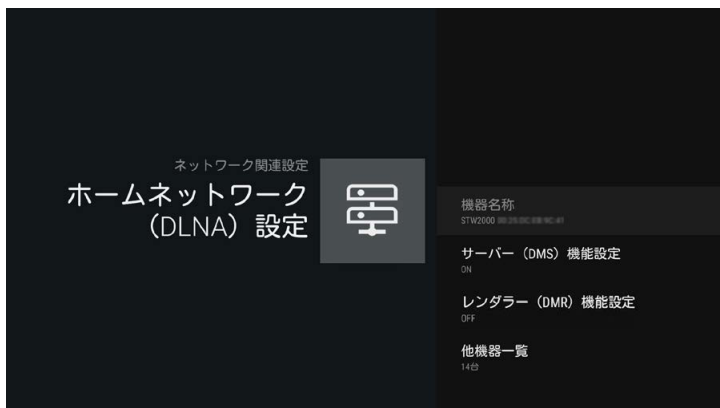 ネットワーク関連設定
ホームネットワーク
(DLNA) 設定
機器名称
STW2000
サーバー (DMS) 機能設定
ON
レンダラー (DMR) 機能設定
OFF
他機器一覧
14台